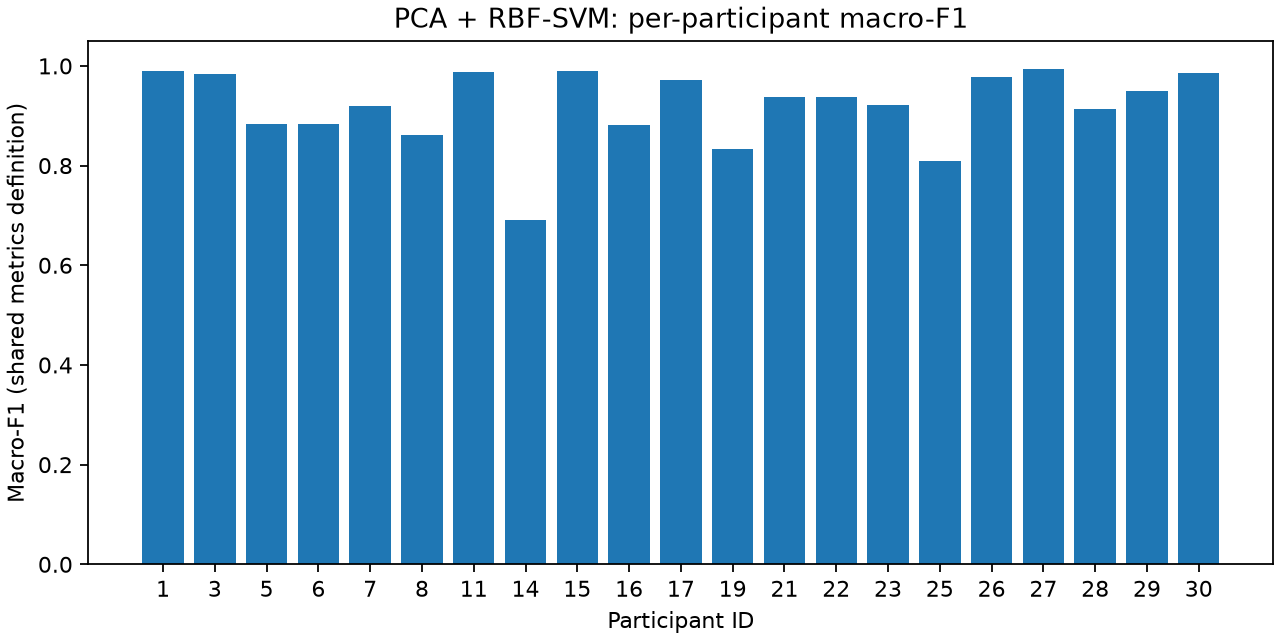 PCA + RBF-SVM: per-participant macro-F1
Macro-F1 (shared metrics definition)
1.0
0.8
0.6
0.4
0.2
0.0
1 3 5 6 7 8 11 14 15 16 17 19 21 22 23 25 26 27 28 29 30
Participant ID